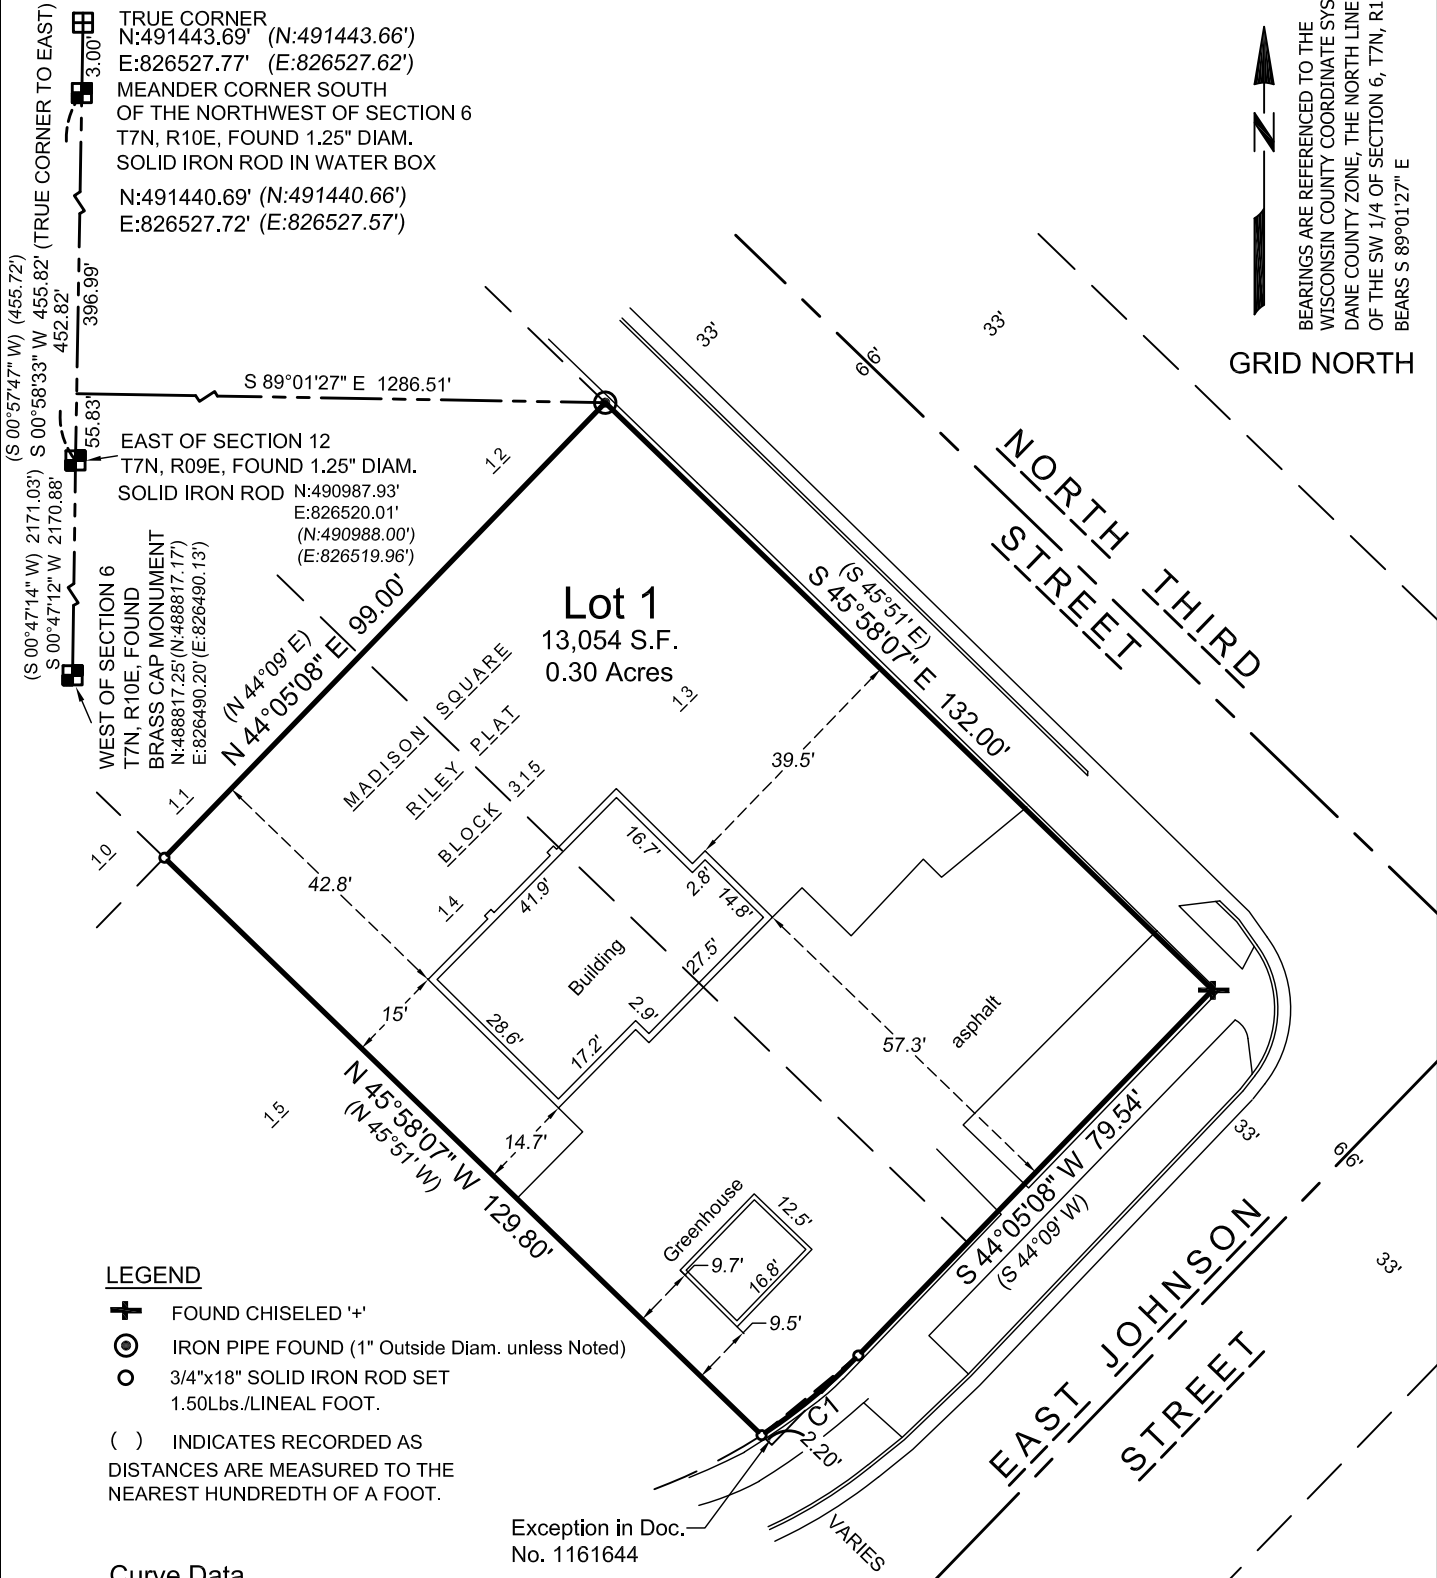 TRUE CORNER
N:491443.69' (N:491443.66')
E:826527.77' (E:826527.62')
3.00'
MEANDER CORNER SOUTH
OF THE NORTHWEST OF SECTION 6
T7N, R10E, FOUND 1.25" DIAM.
SOLID IRON ROD IN WATER BOX
N:491440.69' (N:491440.66')
E:826527.72' (E:826527.57')
(S 00°57'47" W) (455.72')
S 00°58'33" W 455.82' (TRUE CORNER TO EAST)
452.82'
396.99'
55.83'
S 89°01'27" E 1286.51'
EAST OF SECTION 12
T7N, R09E, FOUND 1.25" DIAM.
SOLID IRON ROD
N:490987.93'
E:826520.01'
(N:490988.00')
(E:826519.96')
(S 00°47'14" W) 2171.03')
S 00°47'12" W 2170.88'
WEST OF SECTION 6
T7N, R10E, FOUND
BRASS CAP MONUMENT
N:488817.25'(N:488817.17')
E:826490.20'(E:826490.13')
BEARINGS ARE REFERENCED TO THE
WISCONSIN COUNTY COORDINATE SYS
DANE COUNTY ZONE, THE NORTH LINE
OF THE SW 1/4 OF SECTION 6, T7N, R1
BEARS S 89°01'27" E
N
GRID NORTH
33'
66'
33'
NORTH THIRD
STREET
12
(N 44°09' E)
N 44°05'08" E 99.00'
Lot 1
13,054 S.F.
0.30 Acres
(S 45°51' E)
S 45°58'07" E 132.00'
13
MADISON SQUARE
RILEY PLAT
BLOCK 315
11
10
14
15
39.5'
42.8'
16.7'
2.8'
14.8'
41.9'
Building
27.5'
2.9'
28.6'
17.2'
15'
57.3'
asphalt
14.7'
N 45°58'07" W 129.80'
(N 45°51' W)
Greenhouse
12.5'
9.7'
16.8'
9.5'
S 44°05'08" W 79.54'
(S 44°09' W)
33'
66'
33'
EAST JOHNSON
STREET
C1
2.20'
VARIES
Exception in Doc.
No. 1161644
LEGEND
FOUND CHISELED '+'
IRON PIPE FOUND (1" Outside Diam. unless Noted)
3/4"x18" SOLID IRON ROD SET
1.50Lbs./LINEAL FOOT.
( ) INDICATES RECORDED AS
DISTANCES ARE MEASURED TO THE
NEAREST HUNDREDTH OF A FOOT.
Curve Data